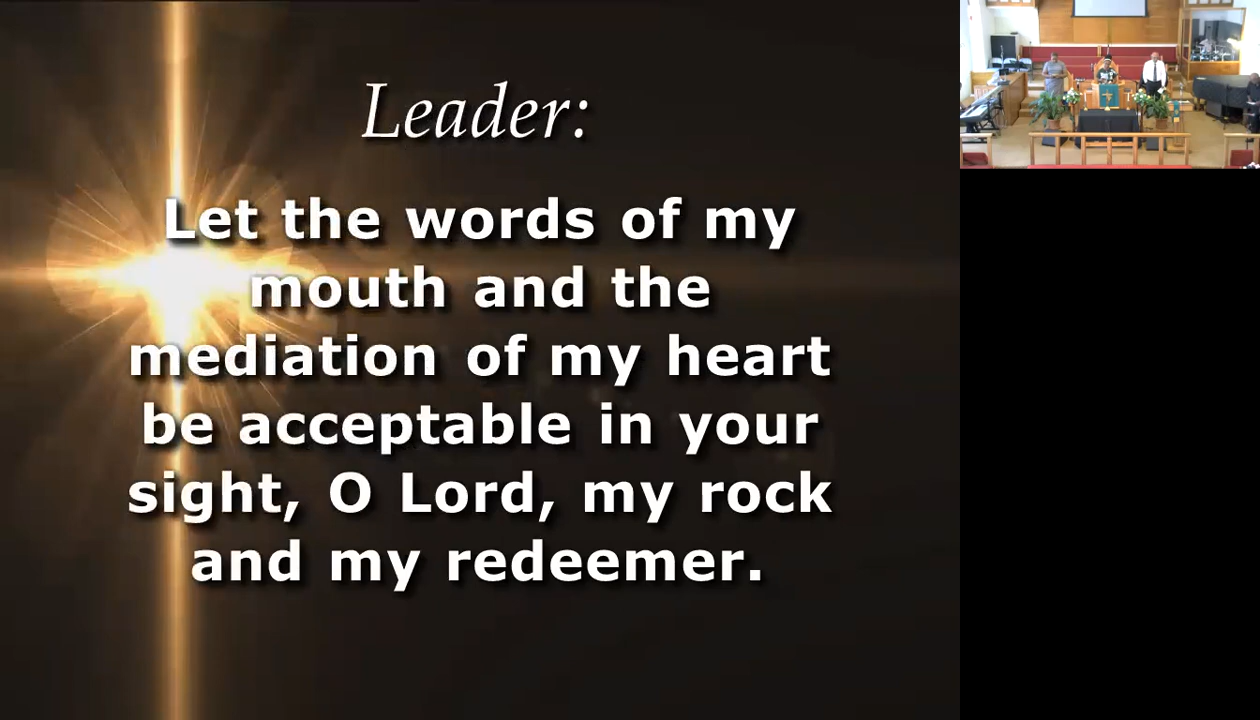 Leader:
Let the words of my
mouth and the
mediation of my heart
be acceptable in your
sight, O Lord, my rock
and my redeemer.